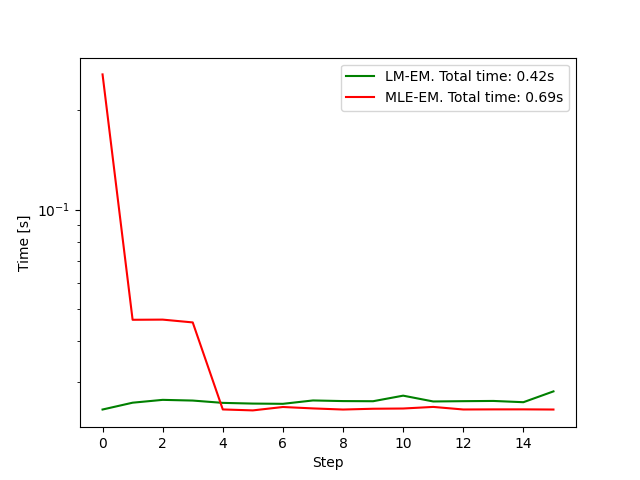 LM-EM. Total time: 0.42s
MLE-EM. Total time: 0.69s
10⁻¹
Time [s]
0 2 4 6 8 10 12 14
Step